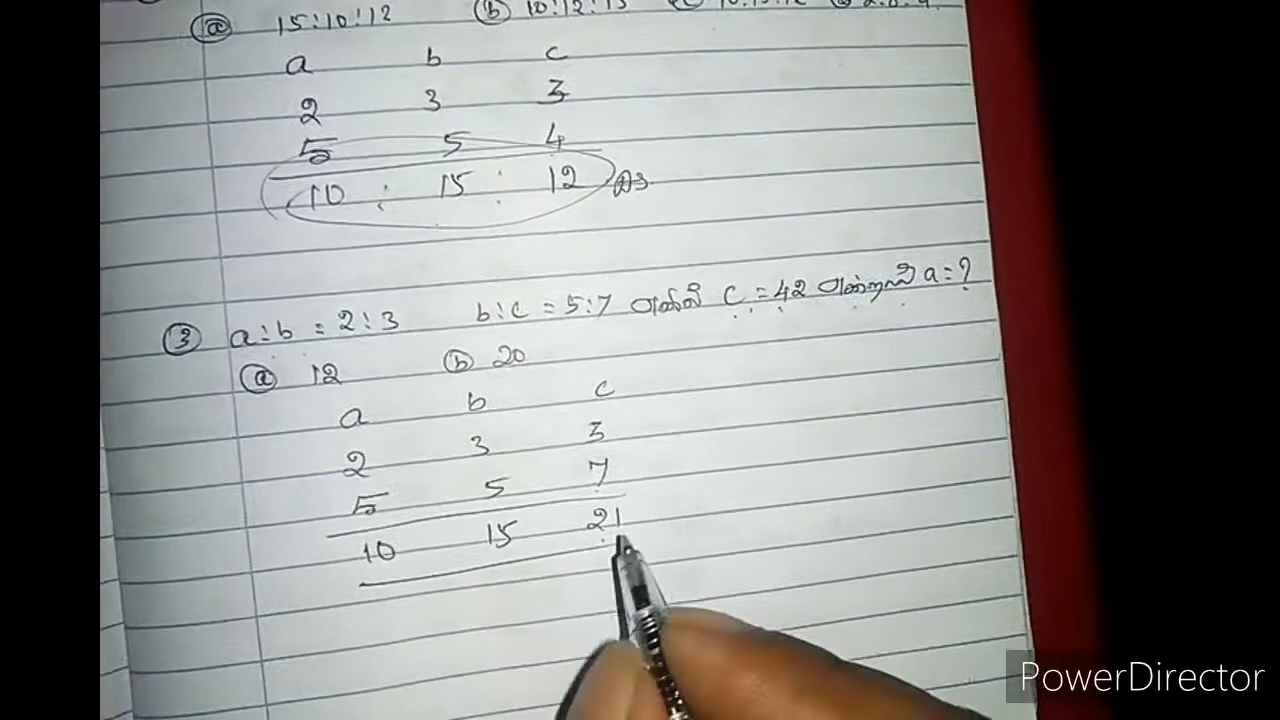 ⓐ 15:10:12 ⓑ 10:12:15
a b c
2 3 3
5 5 4
10 : 15 : 12
③ a:b = 2:3 b:c = 5:7 மற்றும் c = 42 என்றால் a = ?
ⓐ 12 ⓑ 20
a b c
2 3 3
5 5 7
10 15 21
PowerDirector